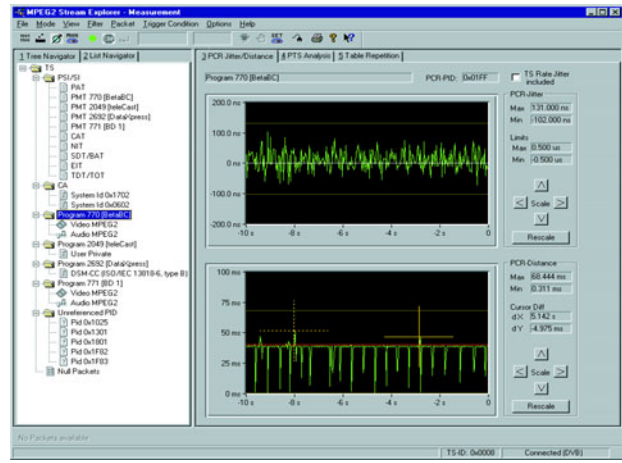 MPEG2 Stream Explorer - Measurement
File Mode View Filter Packet Trigger Condition Options Help
1 Tree Navigator 2 List Navigator
TS
PSI/SI
PAT
PMT 770 [BetaBC]
PMT 2049 [teleCast]
PMT 2692 [DataXpress]
PMT 771 [BD 1]
CAT
NIT
SDT/BAT
EIT
TDT/TOT
CA
System Id 0x1702
System Id 0x0602
Program 770 [BetaBC]
Video MPEG2
Audio MPEG2
Program 2049 [teleCast]
User Private
Program 2692 [DataXpress]
DSM-CC (ISO/IEC 13818-6, type B)
Program 771 [BD 1]
Video MPEG2
Audio MPEG2
Unreferenced PID
Pid 0x1025
Pid 0x1301
Pid 0x1801
Pid 0x1F82
Pid 0x1F83
Null Packets
3 PCR Jitter/Distance 4 PTS Analysis 5 Table Repetition
Program 770 [BetaBC] PCR-PID: 0x01FF
TS Rate Jitter included
200.0 ns
100.0 ns
0 ns
-100.0 ns
-200.0 ns
-10 s -8 s -6 s -4 s -2 s 0
PCR-Jitter
Max 131.000 ns
Min -102.000 ns
Limits
Max 0.500 us
Min -0.500 us
Scale
Rescale
100 ms
75 ms
50 ms
25 ms
0 ms
-10 s -8 s -6 s -4 s -2 s 0
PCR-Distance
Max 68.444 ms
Min 0.311 ms
Cursor Diff
dX 5.142 s
dY -4.975 ms
Scale
Rescale
No Packets available
TS-ID: 0x0008 Connected (DVB)